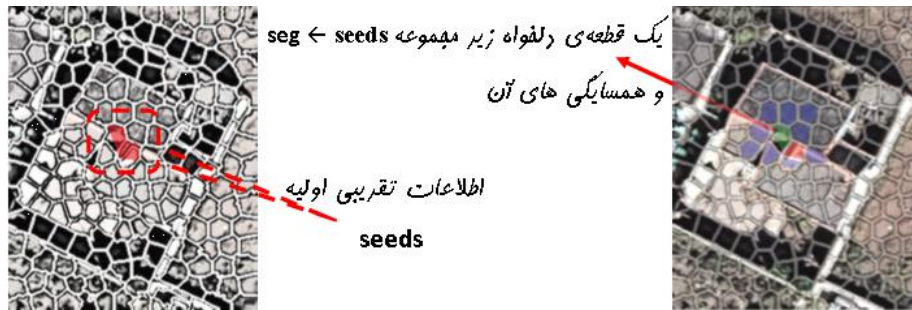 یک قطعه‌ی دلخواه زیر مجموعه seg ← seeds
و همسایگی های آن
اطلاعات تقریبی اولیه
seeds